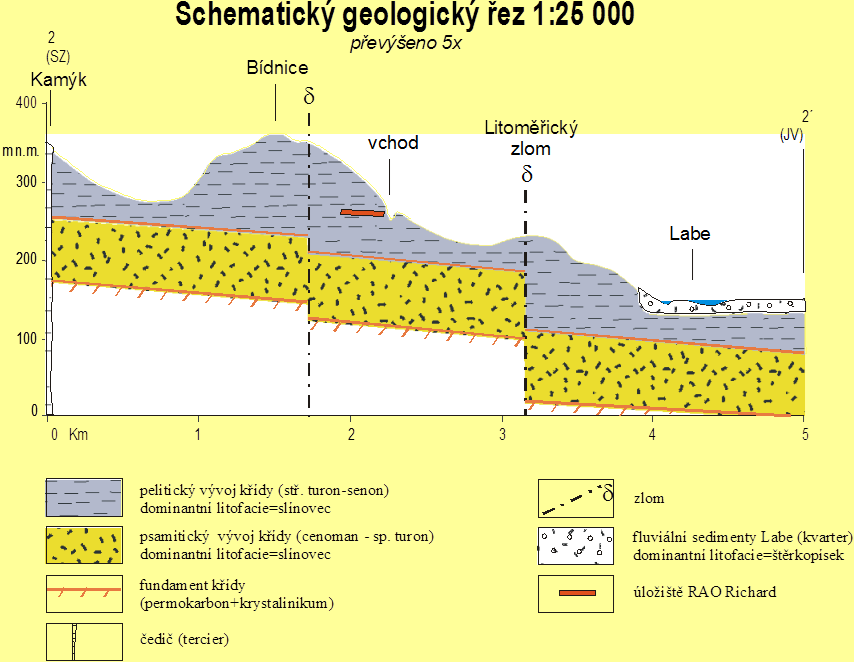 Schematický geologický řez 1:25 000
převýšeno 5x
2
(SZ)
Kamýk
Bídnice
δ
vchod
Litoměřický
zlom
δ
2´
(JV)
Labe
400
m n.m.
300
200
100
0
0 Km 1 2 3 4 5
pelitický vývoj křídy (stř. turon-senon)
dominantní litofacie=slínovec
psamitický vývoj křídy (cenoman - sp. turon)
dominantní litofacie=slínovec
fundament křídy
(permokarbon+krystalinikum)
čedič (tercier)
δ zlom
fluviální sedimenty Labe (kvarter)
dominantní litofacie=štěrkopísek
úložiště RAO Richard